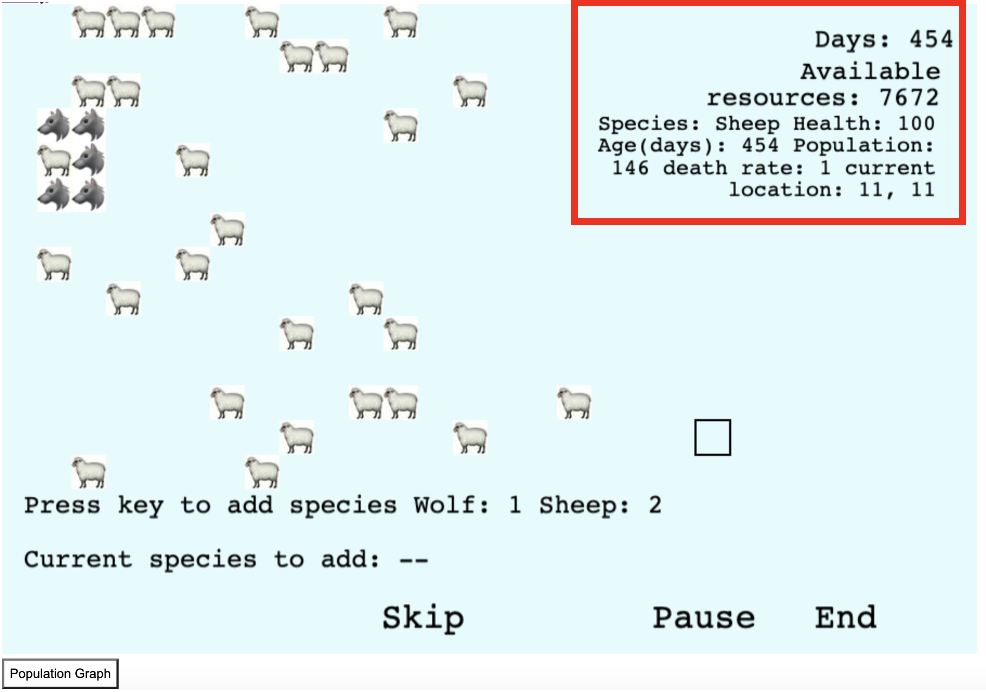 Days: 454
Available
resources: 7672
Species: Sheep Health: 100
Age(days): 454 Population:
146 death rate: 1 current
location: 11, 11
Press key to add species Wolf: 1 Sheep: 2
Current species to add: --
Skip Pause End
Population Graph